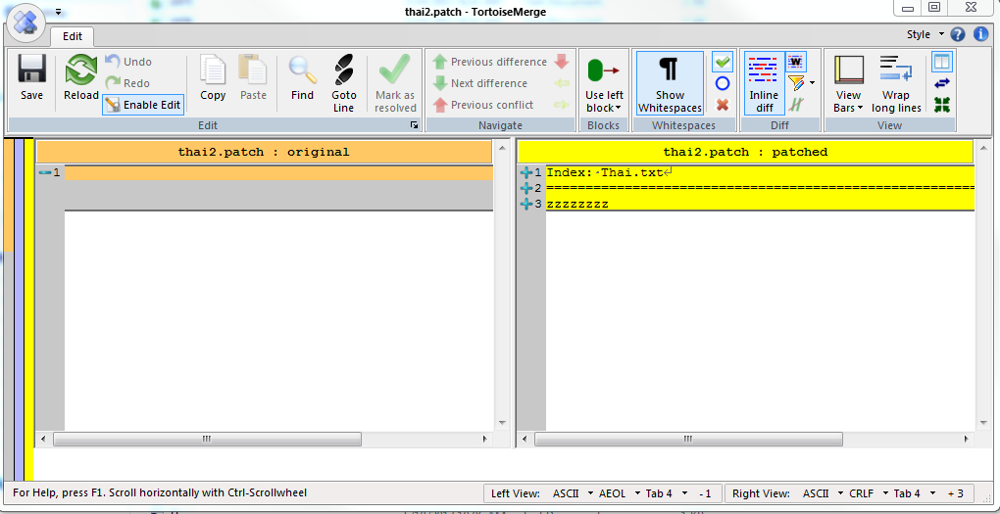 thai2.patch - TortoiseMerge
Edit
Style
Save
Reload
Undo
Redo
Enable Edit
Copy
Paste
Find
Goto
Line
Mark as
resolved
Previous difference
Next difference
Previous conflict
Use left
block
Show
Whitespaces
Inline
diff
View
Bars
Wrap
long lines
Edit
Navigate
Blocks
Whitespaces
Diff
View
thai2.patch : original
thai2.patch : patched
1
1 Index:·Thai.txt
2 =======================================================
3 zzzzzzzz
For Help, press F1. Scroll horizontally with Ctrl-Scrollwheel
Left View: ASCII AEOL Tab 4 - 1
Right View: ASCII CRLF Tab 4 + 3